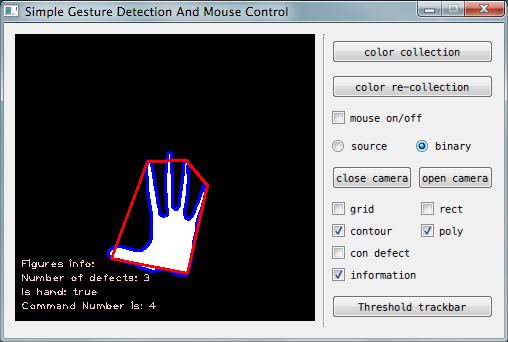 Simple Gesture Detection And Mouse Control
color collection
color re-collection
mouse on/off
source binary
close camera open camera
grid rect
contour poly
con defect
information
Threshold trackbar
Figures info:
Number of defects: 3
Is hand: true
Command Number is: 4